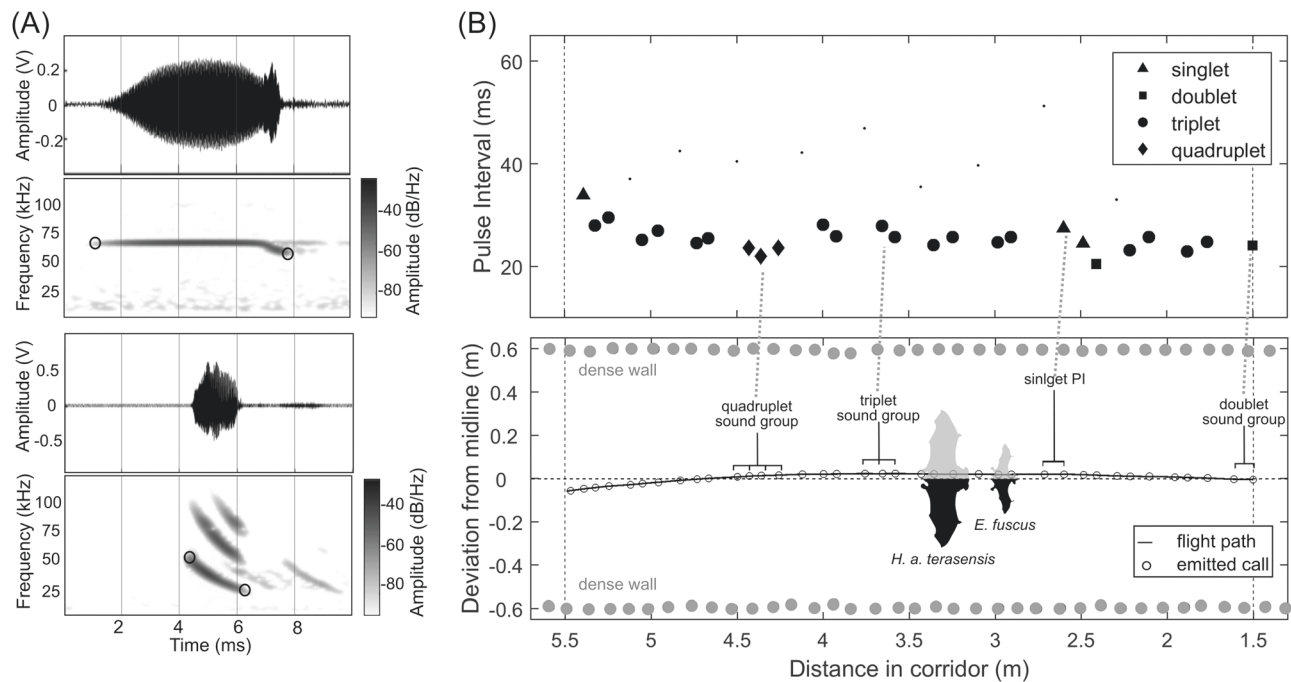 (A)
Amplitude (V)
0.2
0
-0.2
Frequency (kHz)
100
75
50
25
Amplitude (dB/Hz)
-40
-60
-80
Amplitude (V)
0.5
0
-0.5
Frequency (kHz)
100
75
50
25
Amplitude (dB/Hz)
-40
-60
-80
2 4 6 8
Time (ms)
(B)
Pulse Interval (ms)
60
40
20
singlet
doublet
triplet
quadruplet
Deviation from midline (m)
0.6
0.4
0.2
0
-0.2
-0.4
-0.6
dense wall
quadruplet
sound group
triplet
sound group
sinlget PI
doublet
sound group
H. a. terasensis
E. fuscus
flight path
emitted call
dense wall
5.5 5 4.5 4 3.5 3 2.5 2 1.5
Distance in corridor (m)